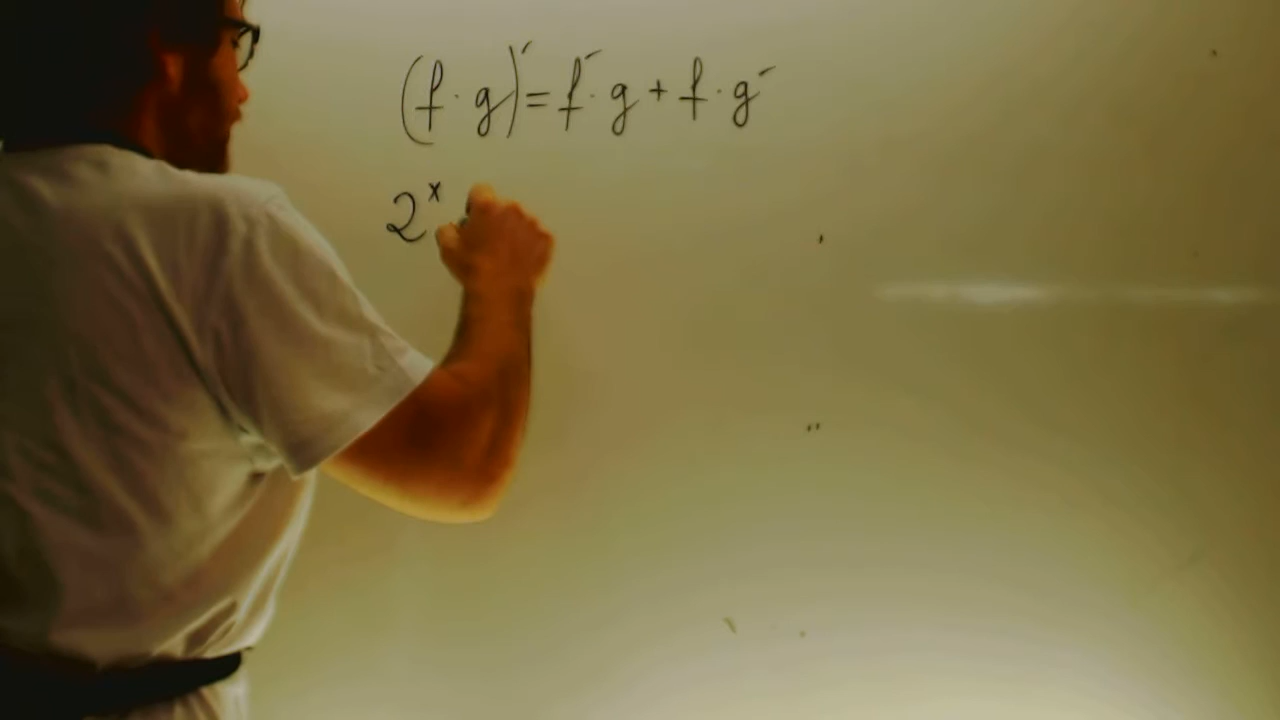 (f · g)´ = f´ · g + f · g´
2ˣ